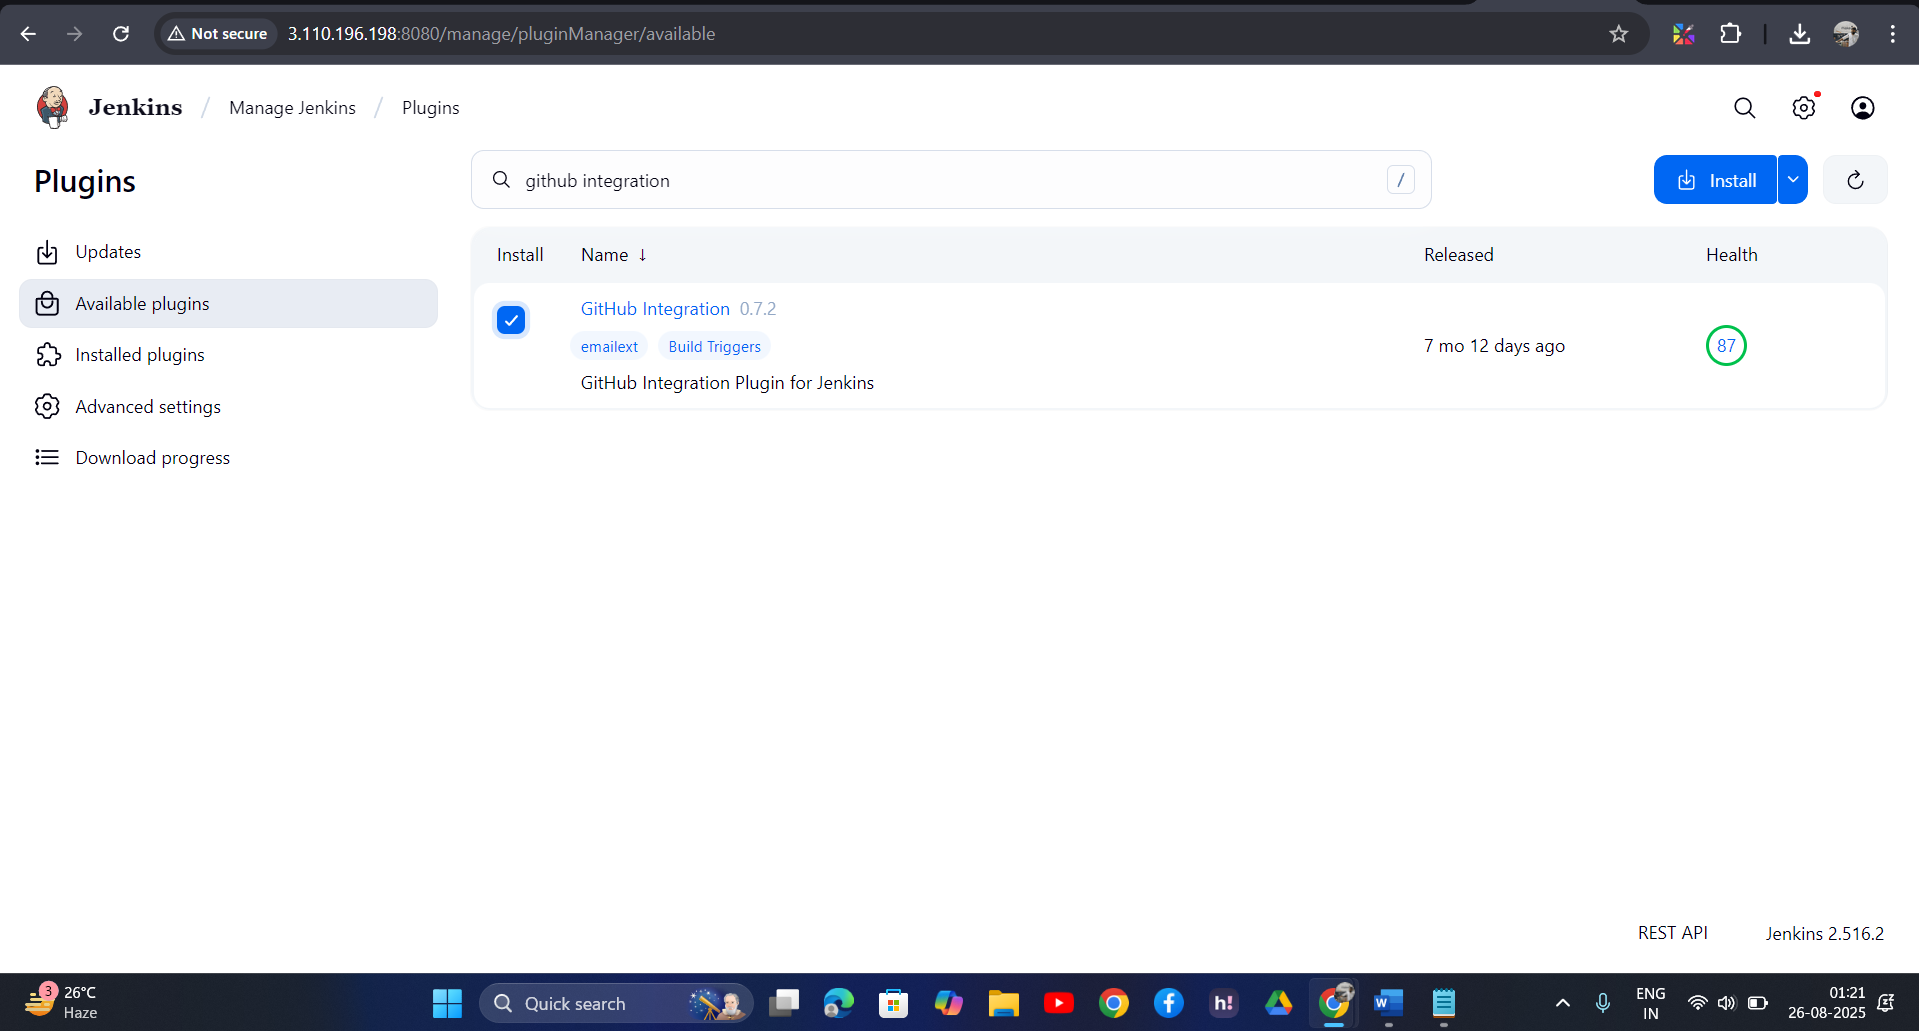 Not secure 3.110.196.198:8080/manage/pluginManager/available
Jenkins / Manage Jenkins / Plugins
Plugins
github integration /
Install
Updates
Available plugins
Installed plugins
Advanced settings
Download progress
Install Name ↓ Released Health
GitHub Integration 0.7.2
emailext Build Triggers
GitHub Integration Plugin for Jenkins
7 mo 12 days ago
87
REST API Jenkins 2.516.2
3
26°C
Haze
Quick search
h!
W
ENG
IN
01:21
26-08-2025